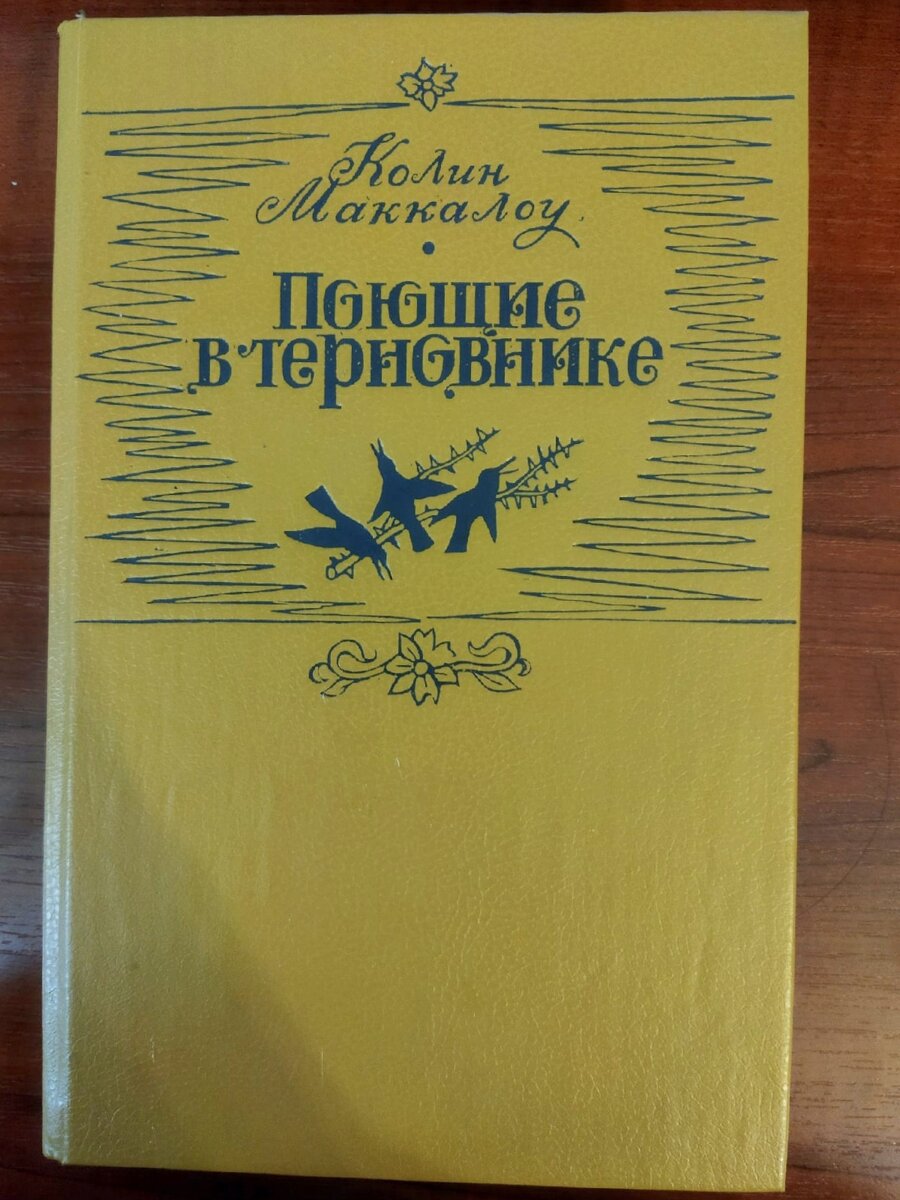 Колин
Маккалоу
Поющие
в терновнике